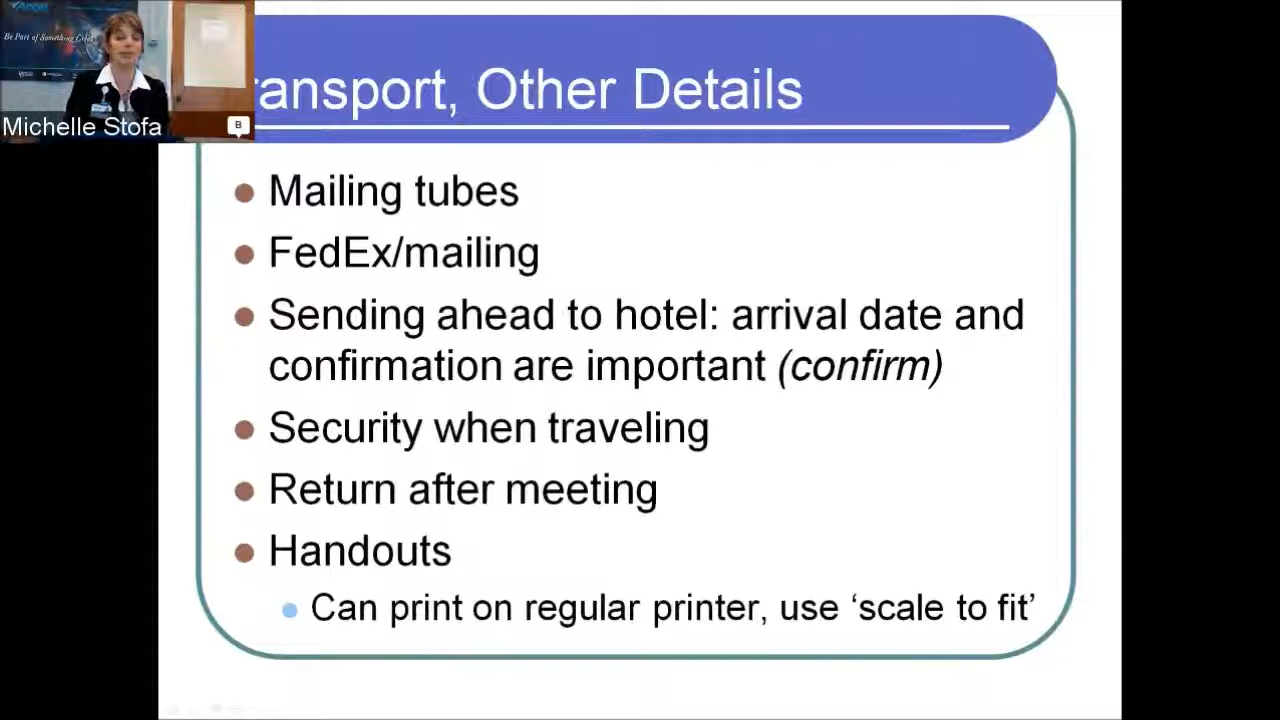 Be Part of Something Great
Michelle Stofa
B
ransport, Other Details
Mailing tubes
FedEx/mailing
Sending ahead to hotel: arrival date and
confirmation are important (confirm)
Security when traveling
Return after meeting
Handouts
Can print on regular printer, use ‘scale to fit’